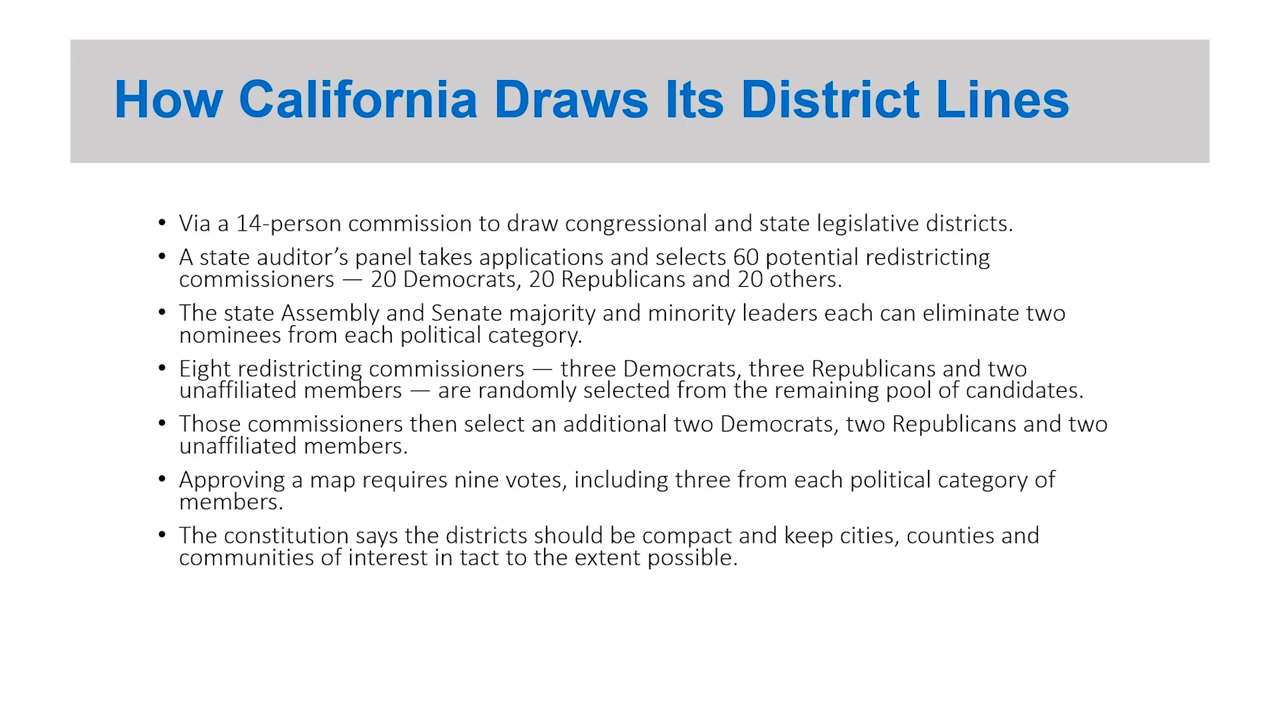 How California Draws Its District Lines
• Via a 14-person commission to draw congressional and state legislative districts.
• A state auditor’s panel takes applications and selects 60 potential redistricting
commissioners — 20 Democrats, 20 Republicans and 20 others.
• The state Assembly and Senate majority and minority leaders each can eliminate two
nominees from each political category.
• Eight redistricting commissioners — three Democrats, three Republicans and two
unaffiliated members — are randomly selected from the remaining pool of candidates.
• Those commissioners then select an additional two Democrats, two Republicans and two
unaffiliated members.
• Approving a map requires nine votes, including three from each political category of
members.
• The constitution says the districts should be compact and keep cities, counties and
communities of interest in tact to the extent possible.